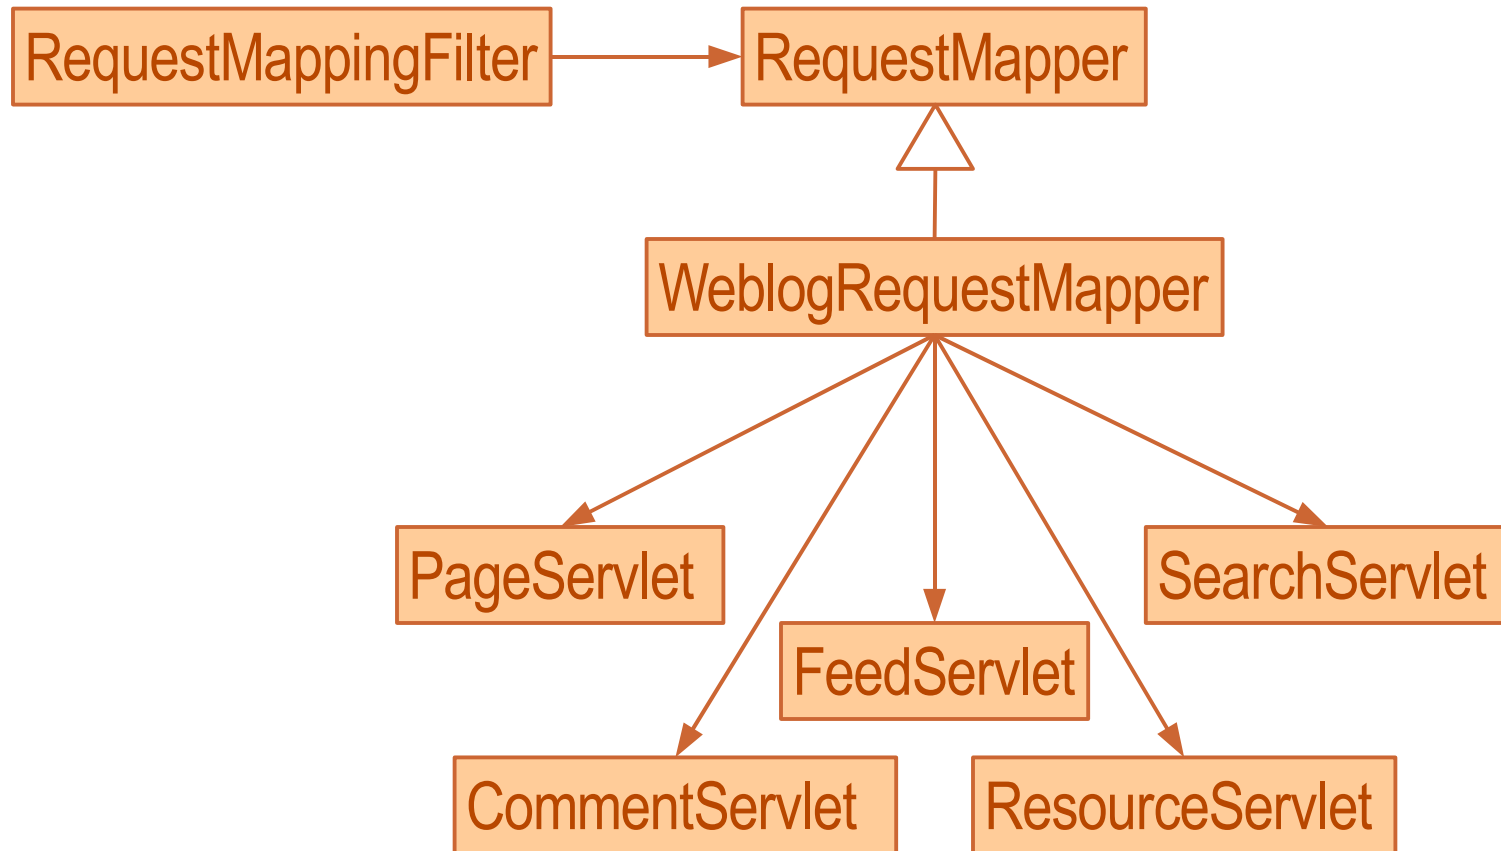 RequestMappingFilter
RequestMapper
WeblogRequestMapper
PageServlet
SearchServlet
FeedServlet
CommentServlet
ResourceServlet